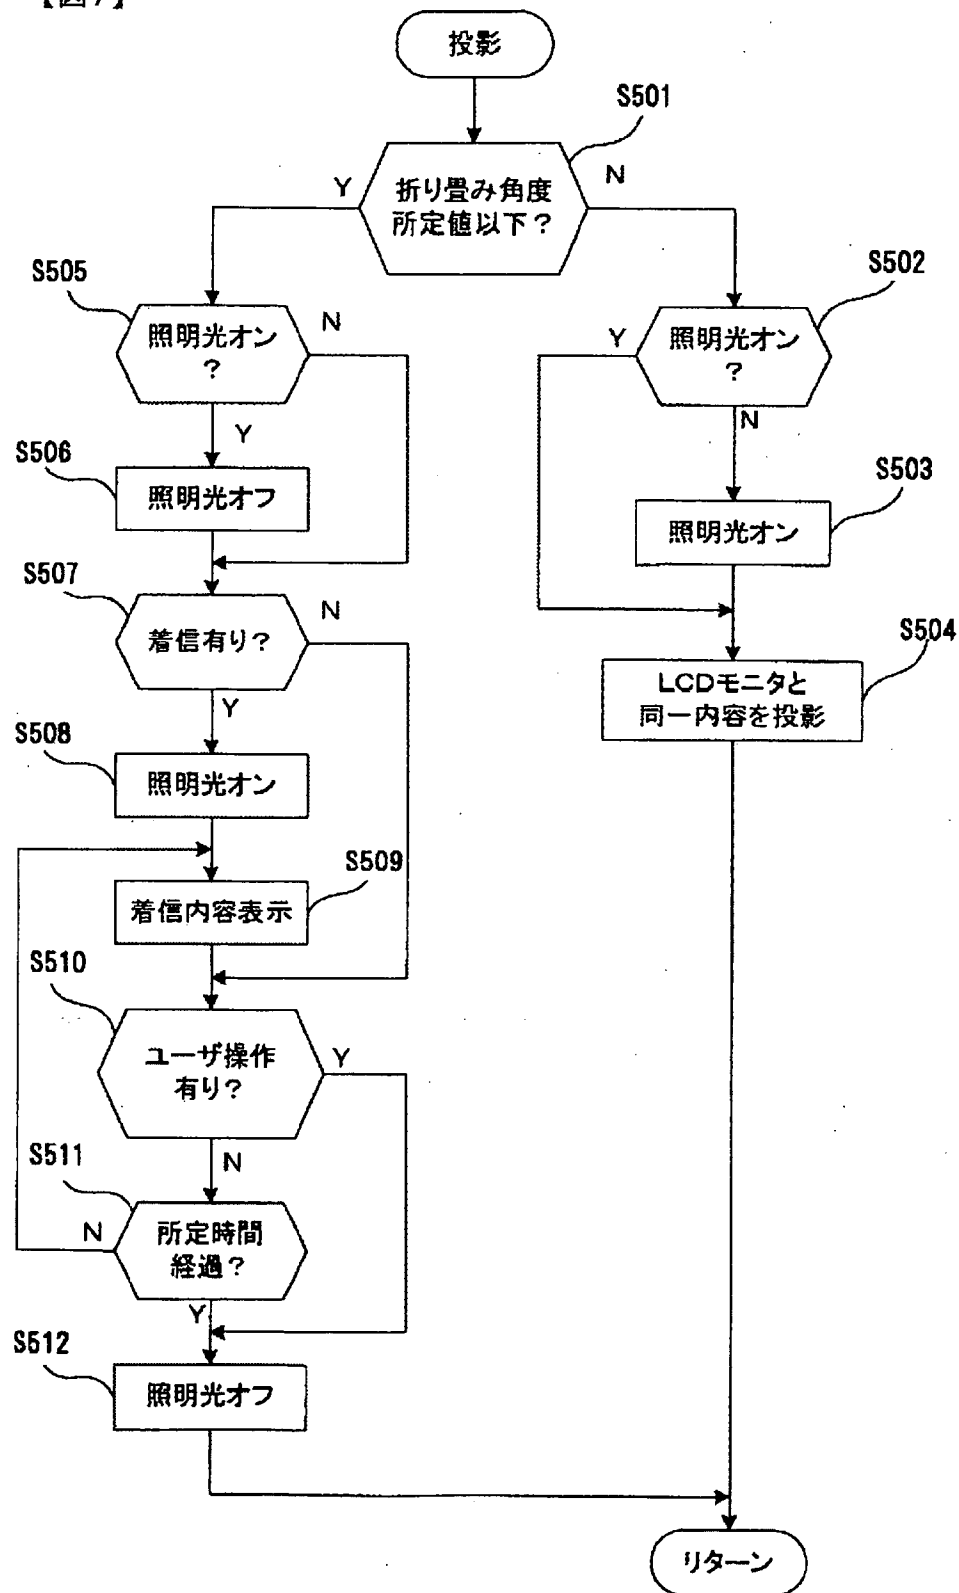 【図7】
投影
S501
Y
折り畳み角度
所定値以下?
N
S505
照明光オン
?
N
S502
Y
照明光オン
?
Y
N
S506
照明光オフ
S503
照明光オン
S507
着信有り?
N
S504
LCDモニタと
同一内容を投影
Y
S508
照明光オン
S509
着信内容表示
S510
ユーザ操作
有り?
Y
N
S511
N
所定時間
経過?
Y
S512
照明光オフ
リターン